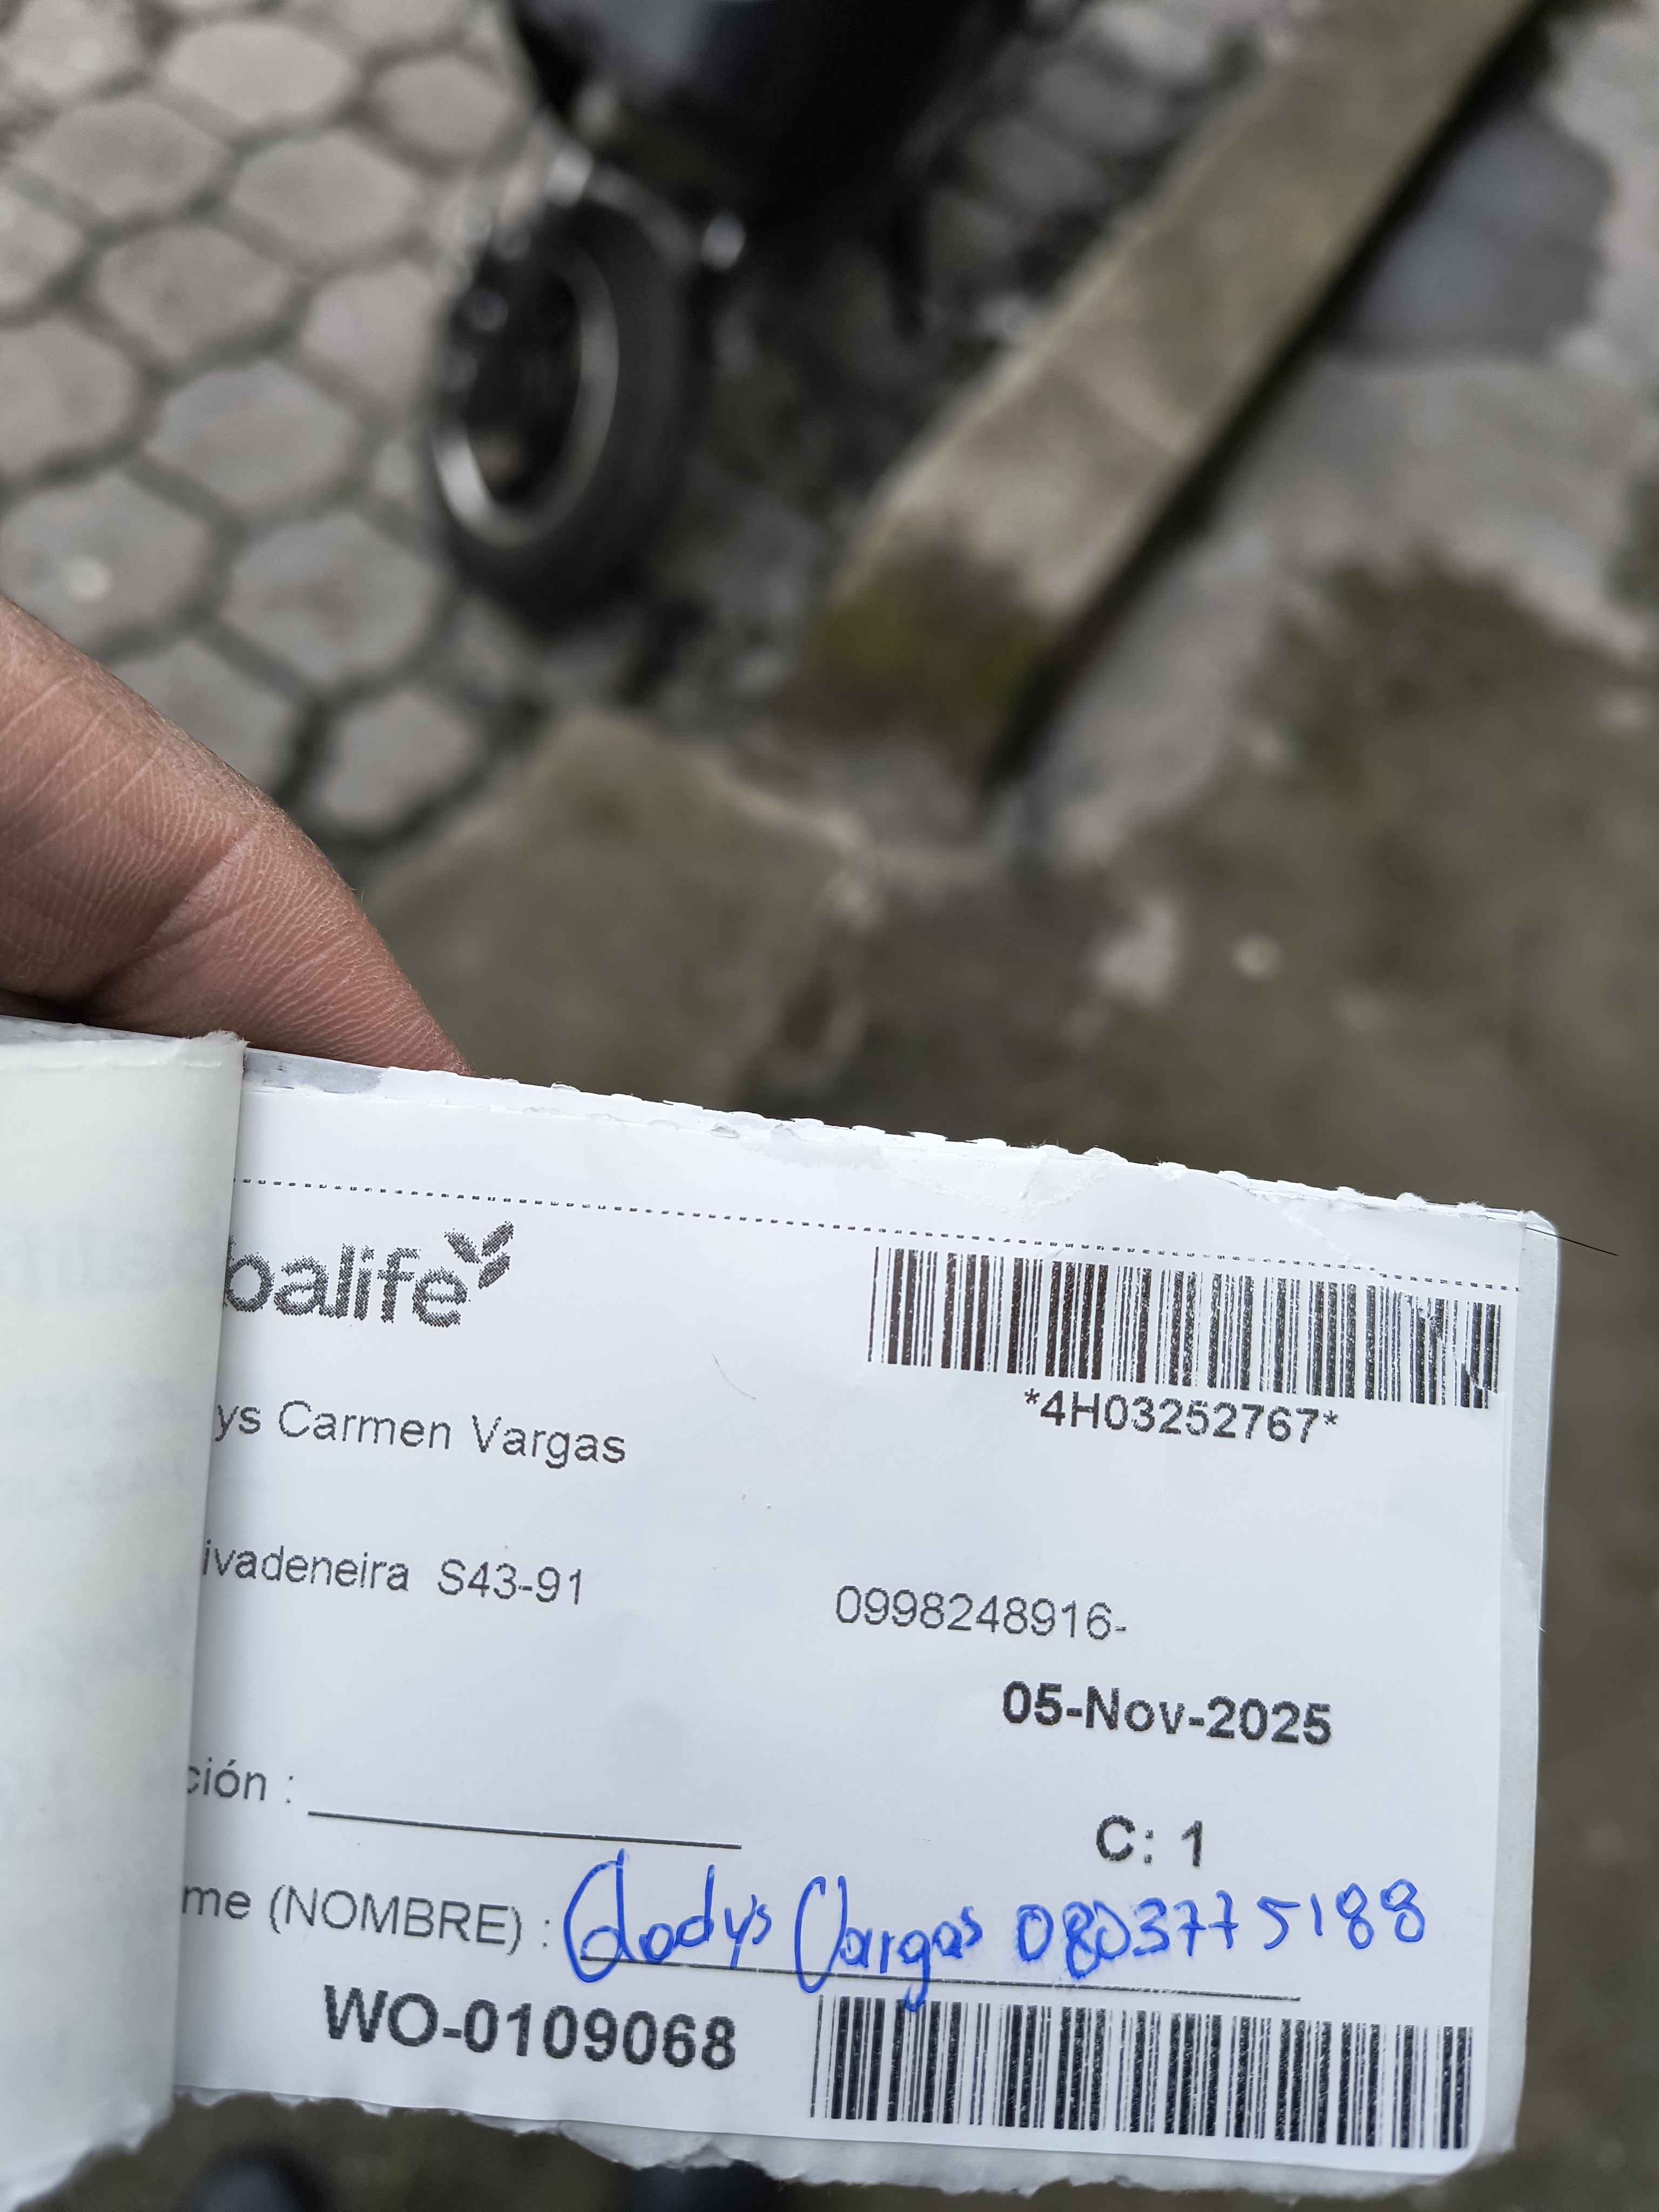 balife
*4H03252767*
ys Carmen Vargas
ivadeneira S43-91
0998248916-
05-Nov-2025
ción :
C: 1
me (NOMBRE) : Gladys Vargas 0803775188
WO-0109068